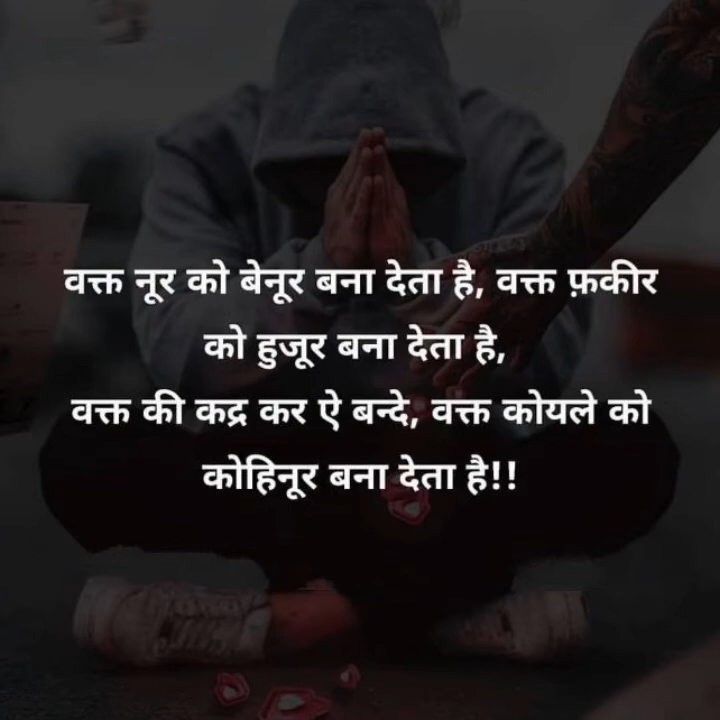 वक्त नूर को बेनूर बना देता है, वक्त फ़कीर
को हुजूर बना देता है,
वक्त की कद्र कर ऐ बन्दे, वक्त कोयले को
कोहिनूर बना देता है!!